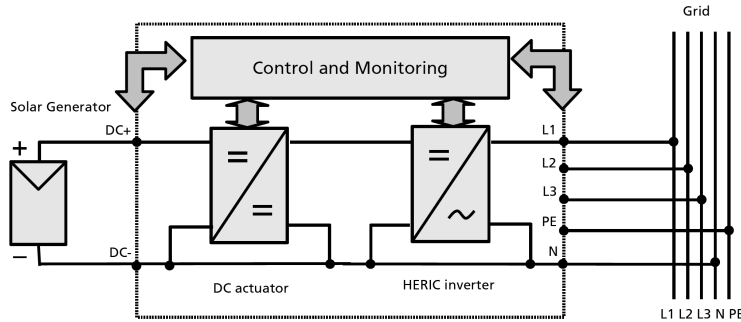 Grid
Control and Monitoring
Solar Generator
DC+
L1
+
=
=
L2
L3
=
~
PE
–
DC-
N
DC actuator
HERIC inverter
L1 L2 L3 N PE